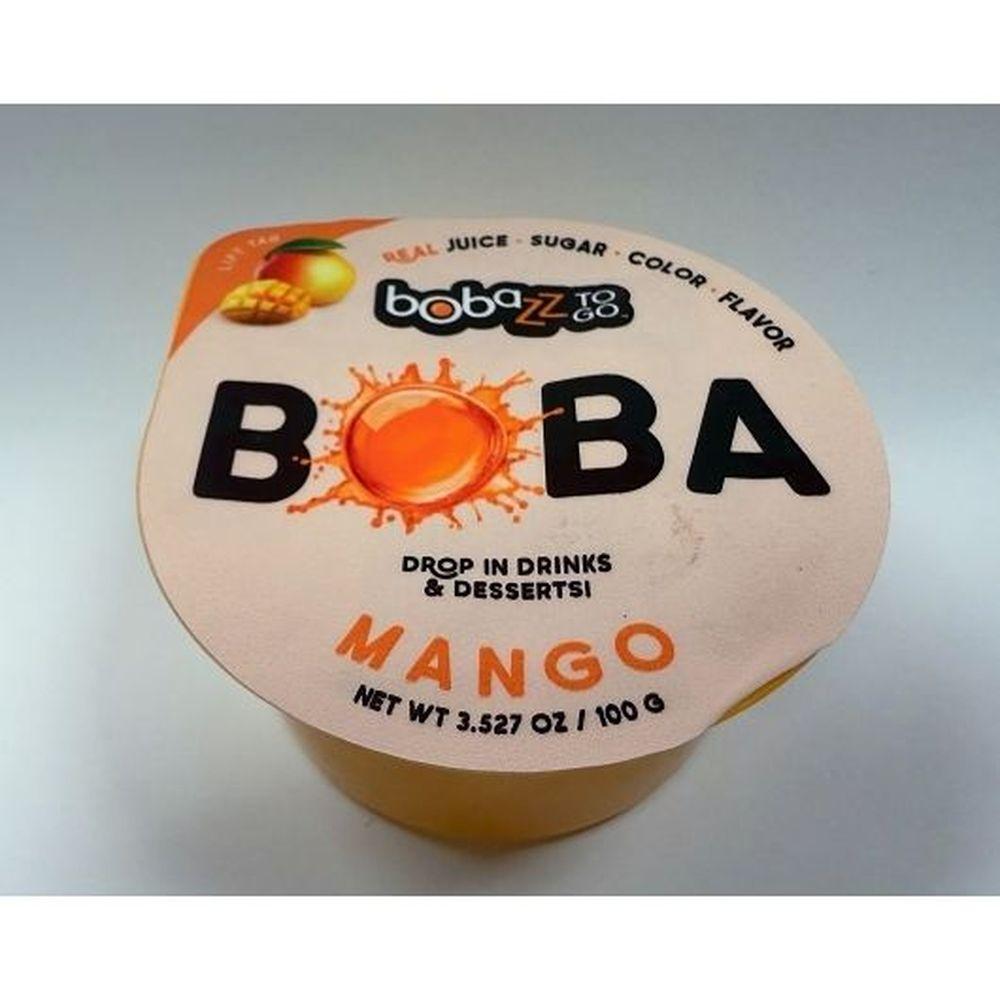 LIFT TAB
REAL JUICE · SUGAR · COLOR · FLAVOR
bobazz TO GO™
BOBA
DROP IN DRINKS
& DESSERTS!
MANGO
NET WT 3.527 OZ / 100 G